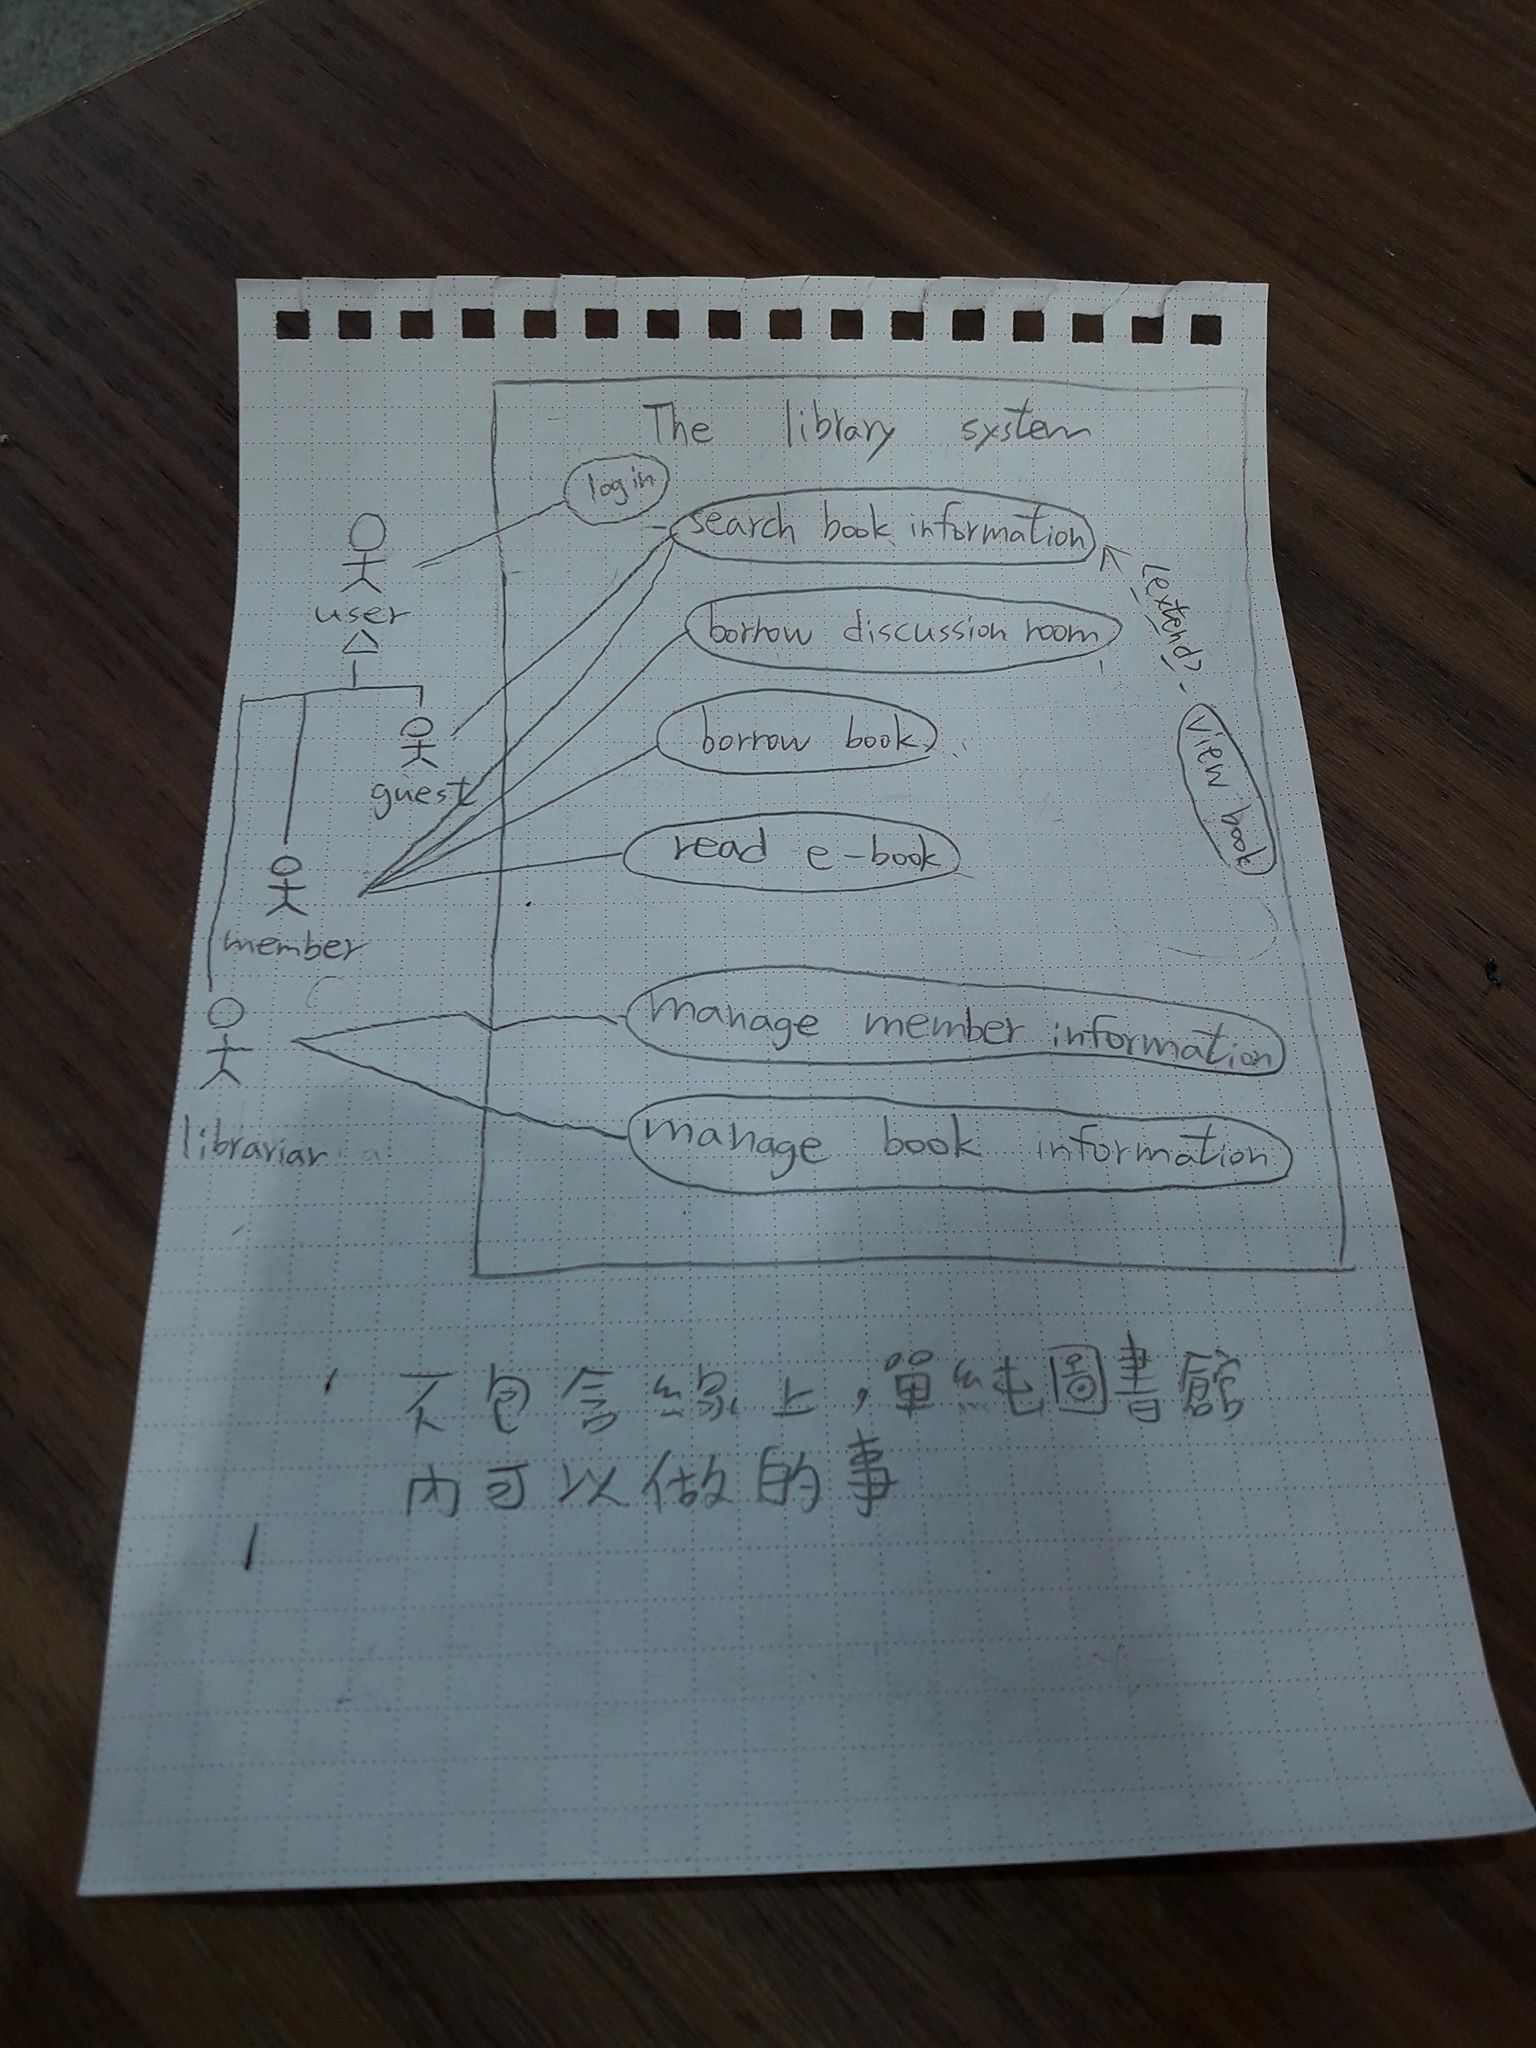 The library system
log in
search book information
<extend>
user
borrow discussion room
view book
borrow book
guest
read e-book
member
manage member information
librarian
manage book information
不包含線上,單純圖書館
內可以做的事